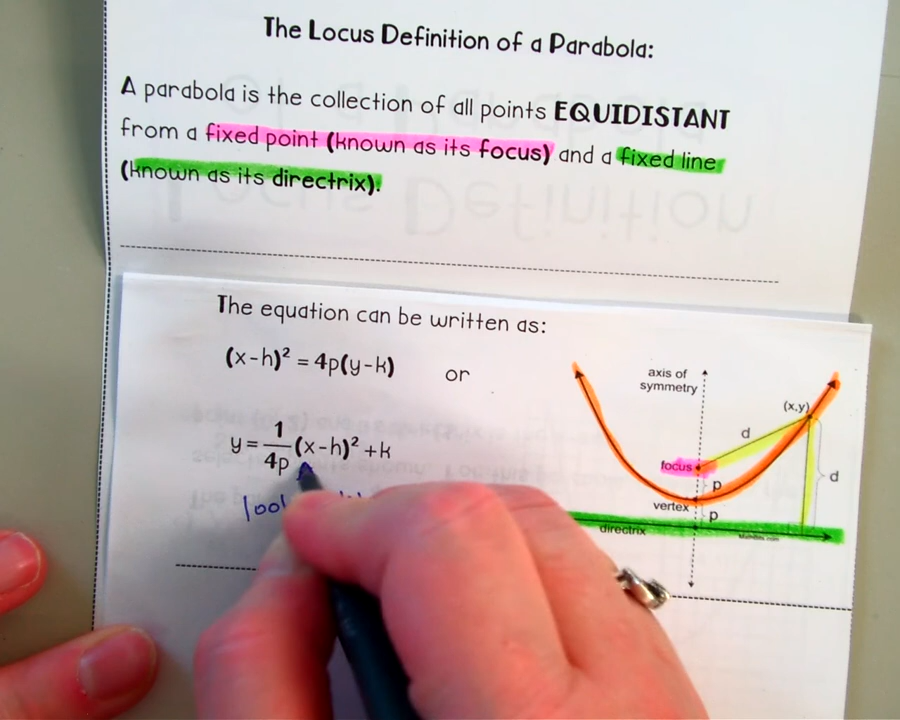 The Locus Definition of a Parabola:
A parabola is the collection of all points EQUIDISTANT
from a fixed point (known as its focus) and a fixed line
(known as its directrix).
The equation can be written as:
(x-h)² = 4p(y-k)
or
y = 1/4p (x-h)² + k
axis of
symmetry
(x,y)
d
focus
p
d
vertex
p
directrix